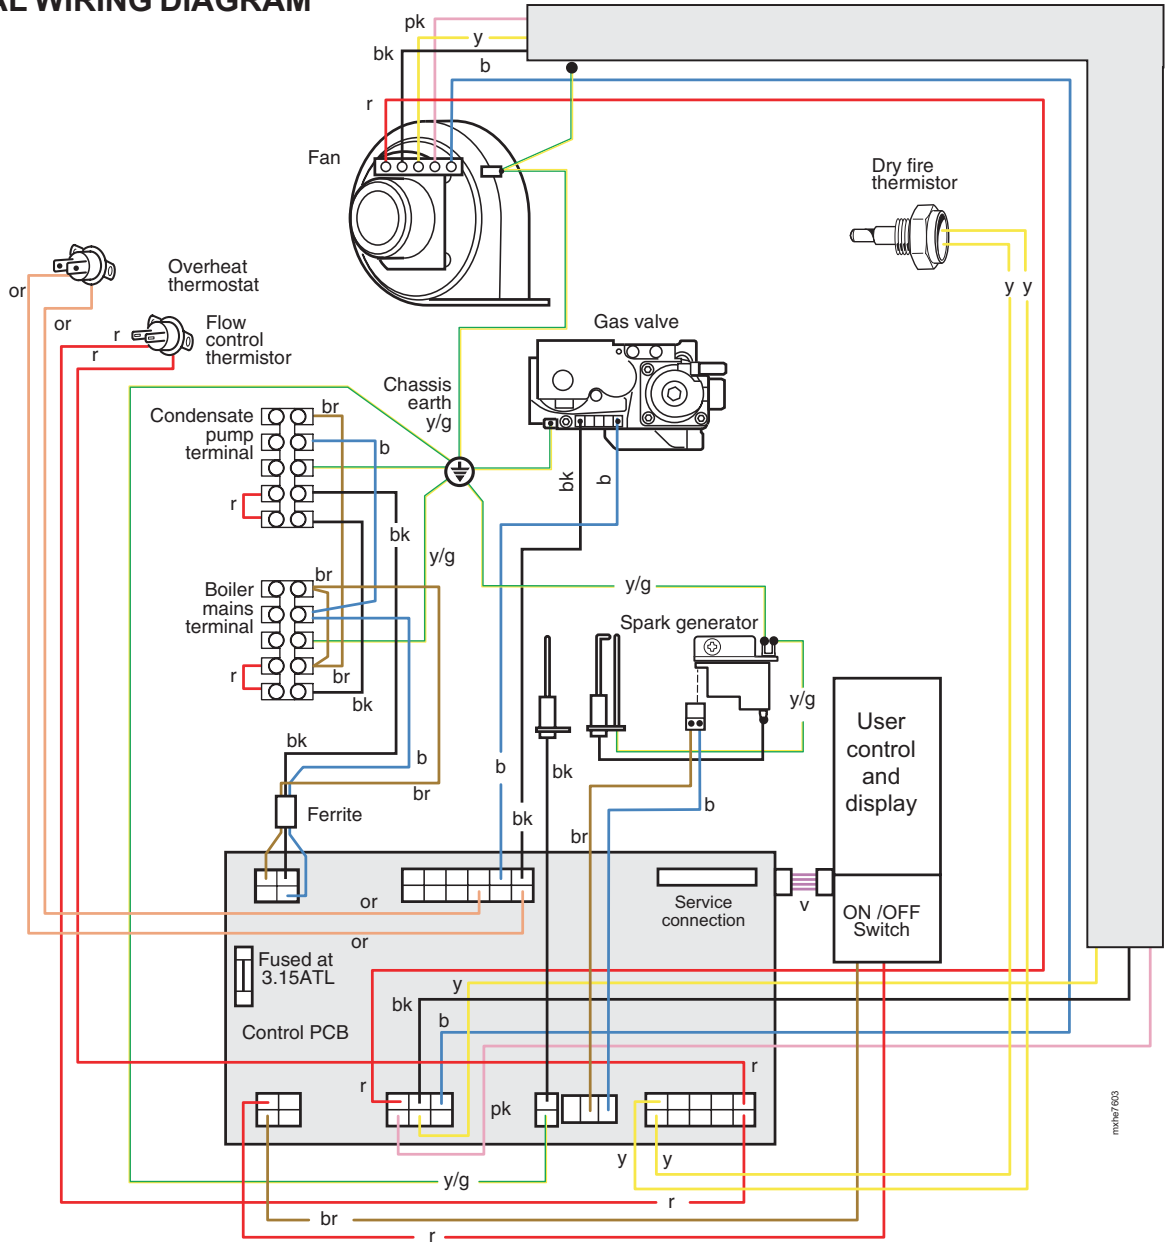 AL WIRING DIAGRAM
pk
y
bk
b
r
Fan
Dry fire
thermistor
Overheat
thermostat
or
or
y y
Flow
control
thermistor
r
r
Gas valve
Chassis
earth
y/g
Condensate
pump
terminal
br
b
r
bk
bk
b
y/g
Boiler
mains
terminal
br
y/g
Spark generator
r
br
bk
y/g
User
control
and
display
bk
b
br
b
bk
b
Ferrite
bk
br
or
Service
connection
v
ON /OFF
Switch
or
Fused at
3.15ATL
y
bk
b
Control PCB
r
r
pk
mxhe7603
y
y
y/g
r
br
r